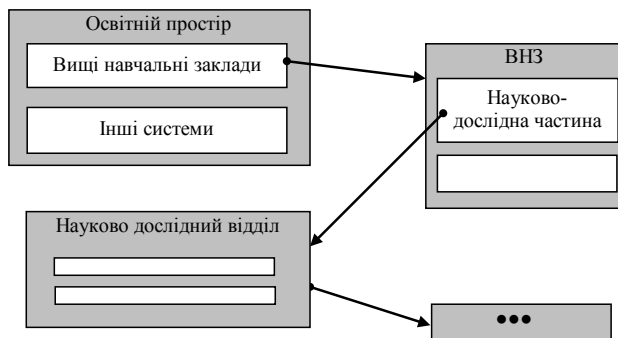 Освітній простір
Вищі навчальні заклади
Інші системи
ВНЗ
Науково-
дослідна частина
Науково дослідний відділ
•••